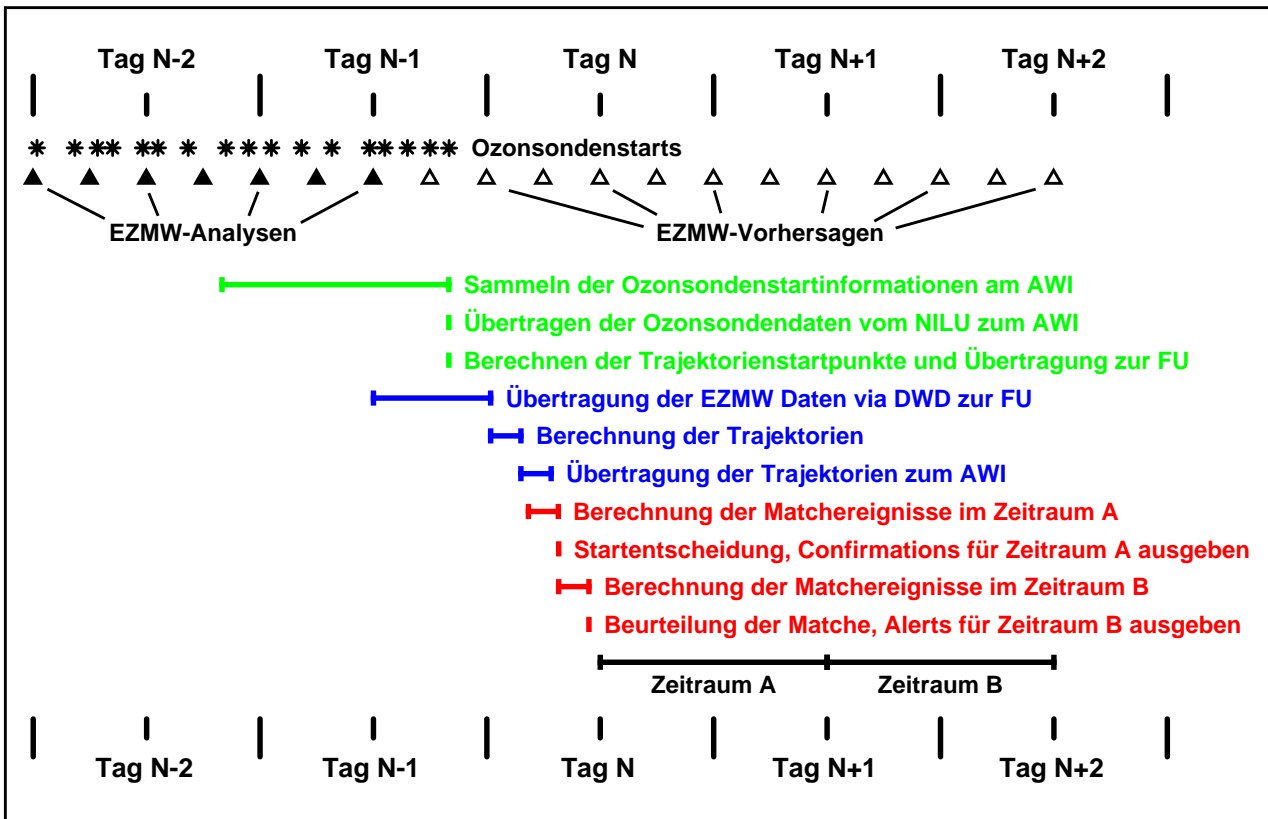 Tag N-2 Tag N-1 Tag N Tag N+1 Tag N+2
Ozonsondenstarts
EZMW-Analysen EZMW-Vorhersagen
Sammeln der Ozonsondenstartinformationen am AWI
Übertragen der Ozonsondendaten vom NILU zum AWI
Berechnen der Trajektorienstartpunkte und Übertragung zur FU
Übertragung der EZMW Daten via DWD zur FU
Berechnung der Trajektorien
Übertragung der Trajektorien zum AWI
Berechnung der Matchereignisse im Zeitraum A
Startentscheidung, Confirmations für Zeitraum A ausgeben
Berechnung der Matchereignisse im Zeitraum B
Beurteilung der Matche, Alerts für Zeitraum B ausgeben
Zeitraum A Zeitraum B
Tag N-2 Tag N-1 Tag N Tag N+1 Tag N+2